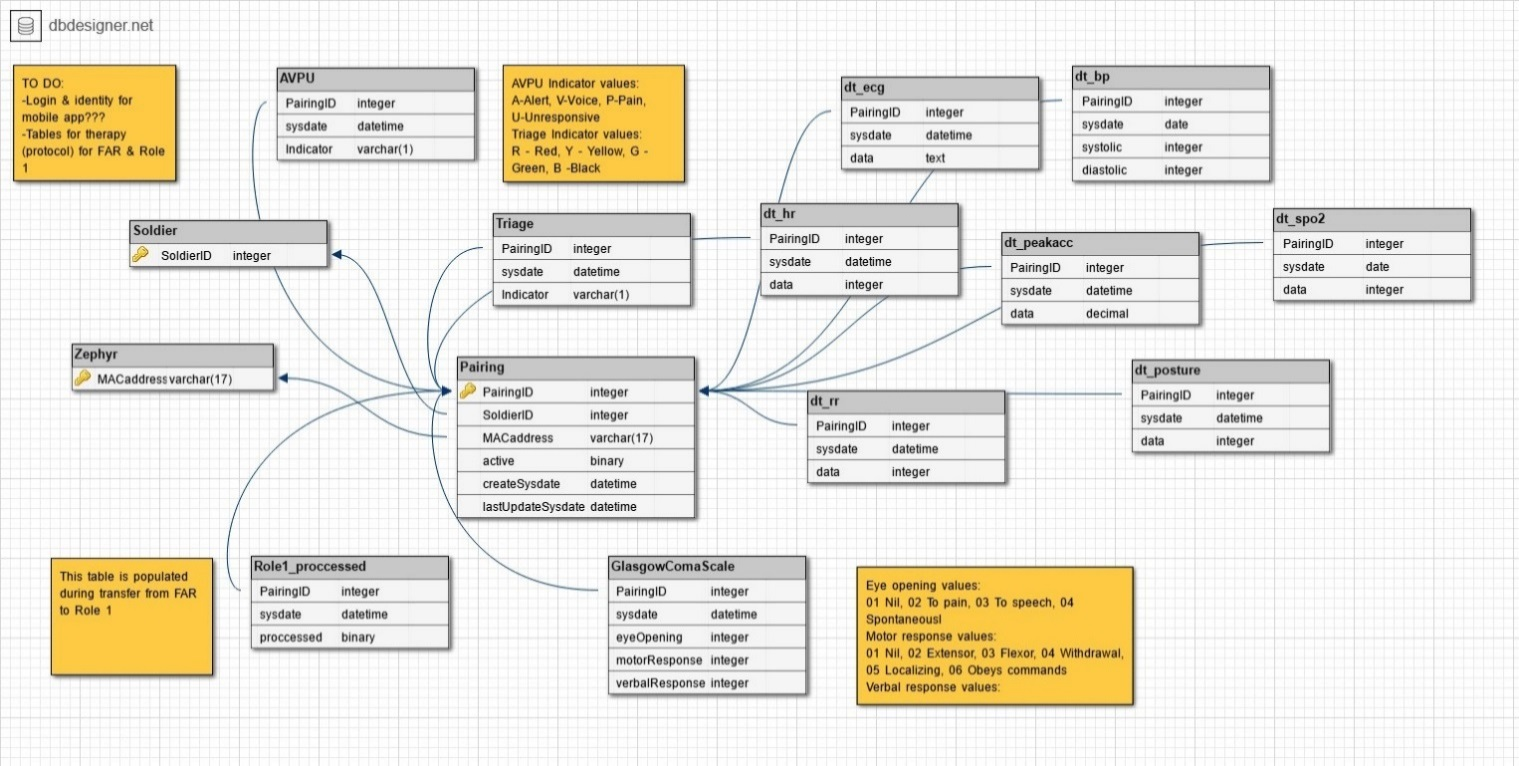 dbdesigner.net
TO DO:
-Login & identity for
mobile app???
-Tables for therapy
(protocol) for FAR & Role
1
AVPU
PairingID integer
sysdate datetime
Indicator varchar(1)
AVPU Indicator values:
A-Alert, V-Voice, P-Pain,
U-Unresponsive
Triage Indicator values:
R - Red, Y - Yellow, G -
Green, B -Black
dt_ecg
PairingID integer
sysdate datetime
data text
dt_bp
PairingID integer
sysdate date
systolic integer
diastolic integer
Soldier
SoldierID integer
Triage
PairingID integer
sysdate datetime
Indicator varchar(1)
dt_hr
PairingID integer
sysdate datetime
data integer
dt_peakacc
PairingID integer
sysdate datetime
data decimal
dt_spo2
PairingID integer
sysdate date
data integer
Zephyr
MACaddress varchar(17)
Pairing
PairingID integer
SoldierID integer
MACaddress varchar(17)
active binary
createSysdate datetime
lastUpdateSysdate datetime
dt_rr
PairingID integer
sysdate datetime
data integer
dt_posture
PairingID integer
sysdate datetime
data integer
This table is populated
during transfer from FAR
to Role 1
Role1_proccessed
PairingID integer
sysdate datetime
proccessed binary
GlasgowComaScale
PairingID integer
sysdate datetime
eyeOpening integer
motorResponse integer
verbalResponse integer
Eye opening values:
01 Nil, 02 To pain, 03 To speech, 04
Spontaneousl
Motor response values:
01 Nil, 02 Extensor, 03 Flexor, 04 Withdrawal,
05 Localizing, 06 Obeys commands
Verbal response values: